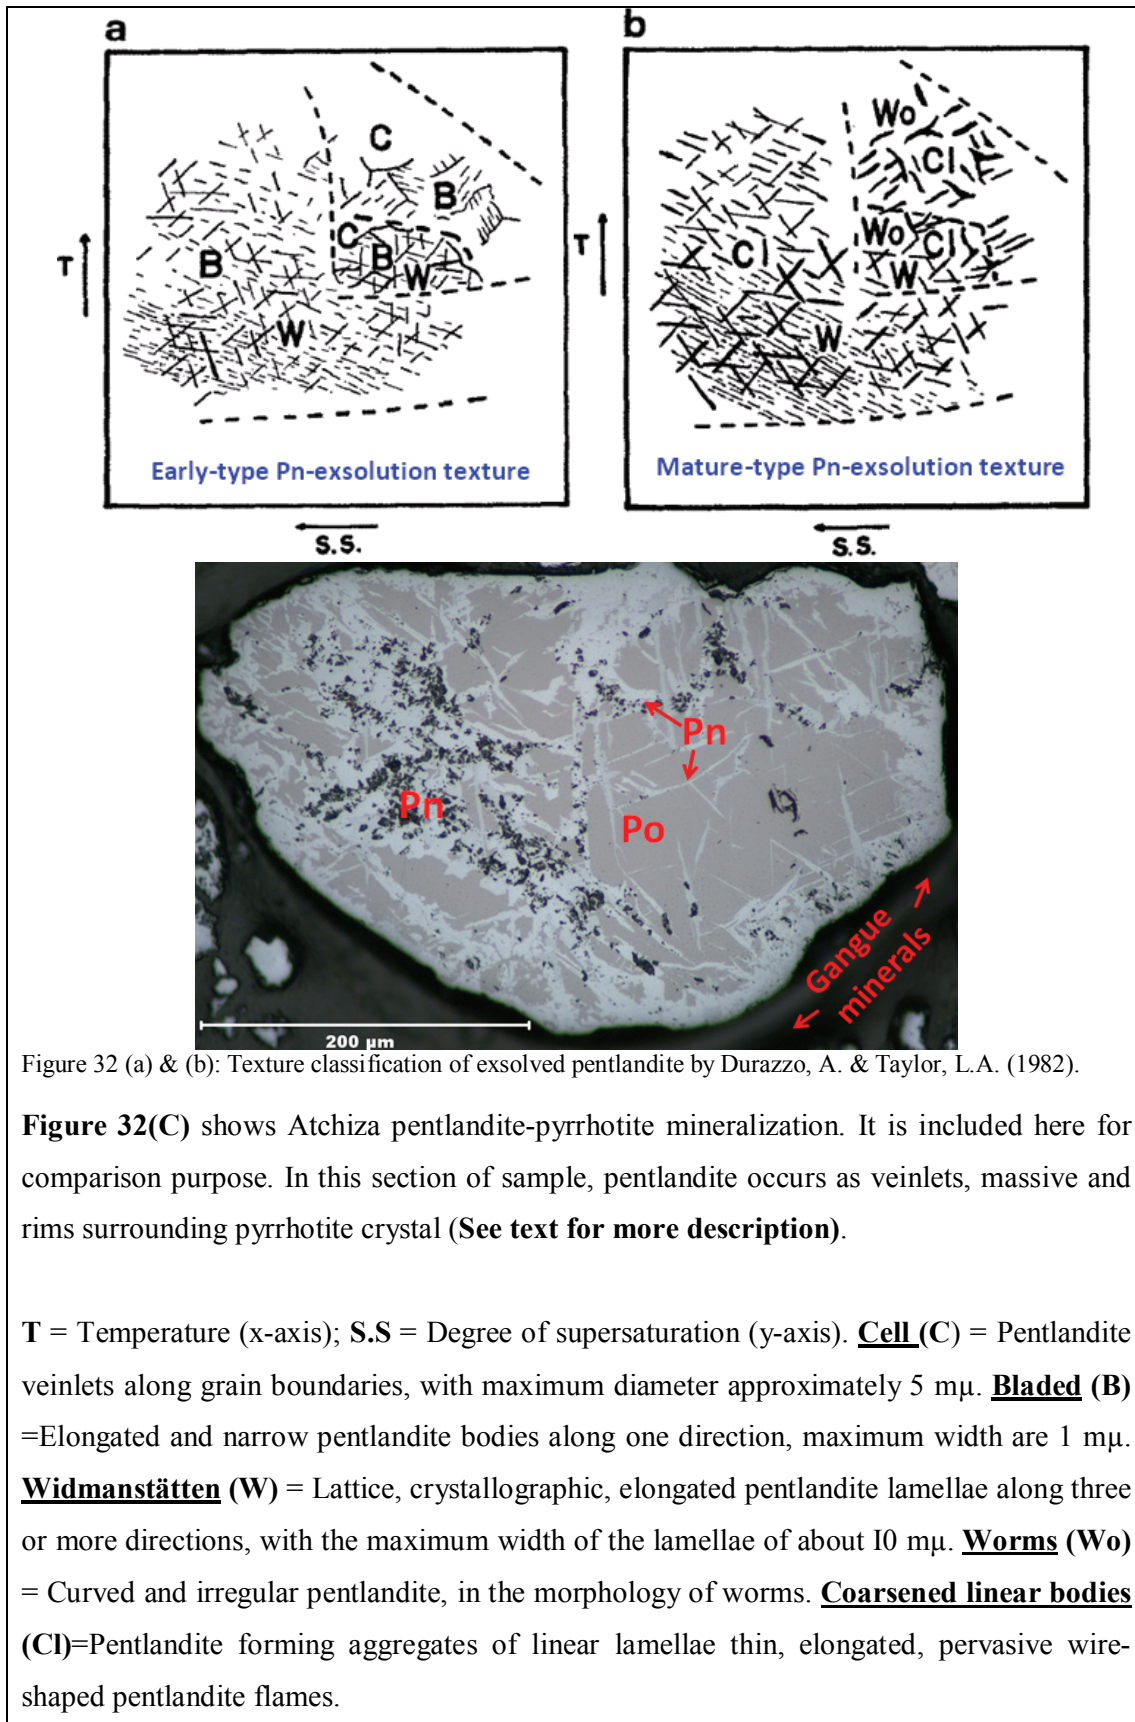 a
b
C
B
C
B
B
W
W
T
Early-type Pn-exsolution texture
S.S.
Wo
Cl
Wo
Cl
Cl
W
W
T
Mature-type Pn-exsolution texture
S.S.
Pn
Pn
Po
Gangue
minerals
200 µm
Figure 32 (a) & (b): Texture classification of exsolved pentlandite by Durazzo, A. & Taylor, L.A. (1982).
Figure 32(C) shows Atchiza pentlandite-pyrrhotite mineralization. It is included here for
comparison purpose. In this section of sample, pentlandite occurs as veinlets, massive and
rims surrounding pyrrhotite crystal (See text for more description).
T = Temperature (x-axis); S.S = Degree of supersaturation (y-axis). Cell (C) = Pentlandite
veinlets along grain boundaries, with maximum diameter approximately 5 mµ. Bladed (B)
=Elongated and narrow pentlandite bodies along one direction, maximum width are 1 mµ.
Widmanstätten (W) = Lattice, crystallographic, elongated pentlandite lamellae along three
or more directions, with the maximum width of the lamellae of about I0 mµ. Worms (Wo)
= Curved and irregular pentlandite, in the morphology of worms. Coarsened linear bodies
(Cl)=Pentlandite forming aggregates of linear lamellae thin, elongated, pervasive wire-
shaped pentlandite flames.